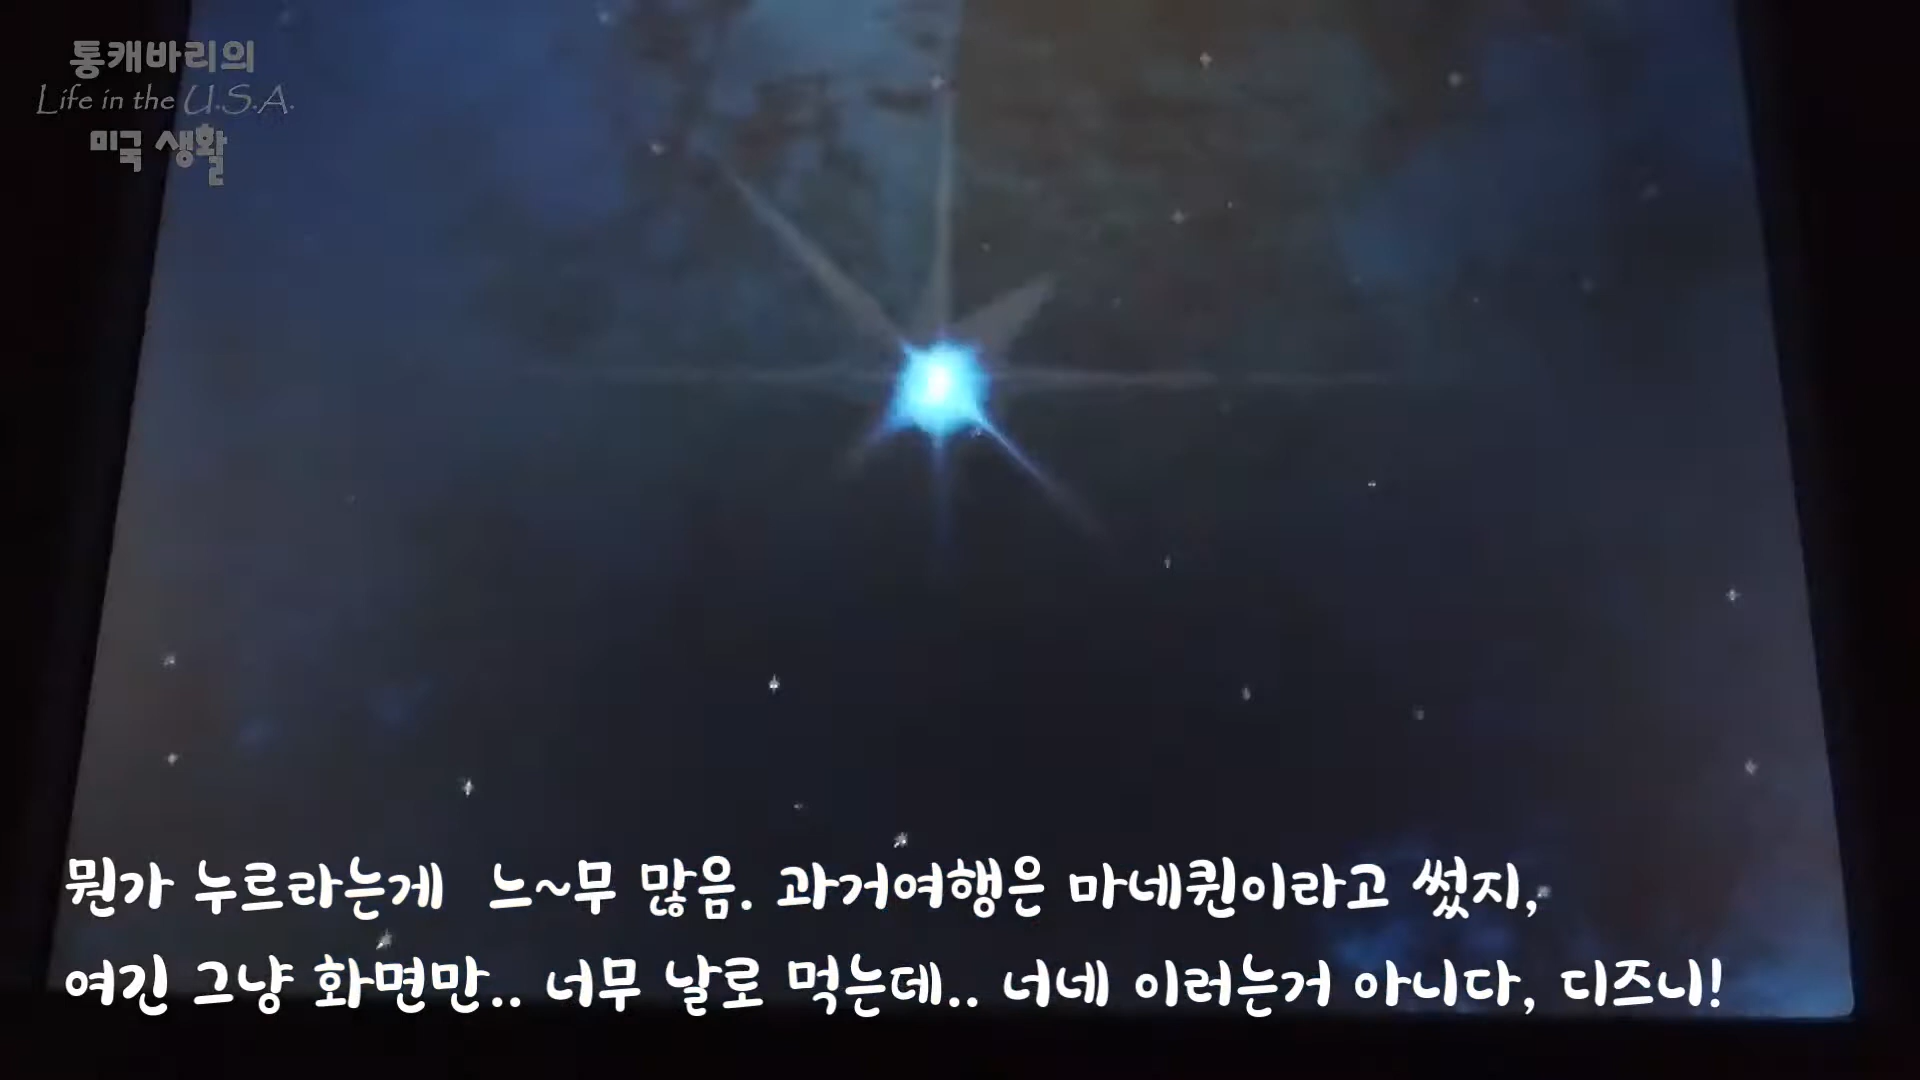 통캐바리의
Life in the U.S.A.
미국 생활
뭔가 누르라는게 느~무 많음. 과거여행은 마네퀸이라고 썼지,
여긴 그냥 화면만.. 너무 날로 먹는데.. 너네 이러는거 아니다, 디즈니!